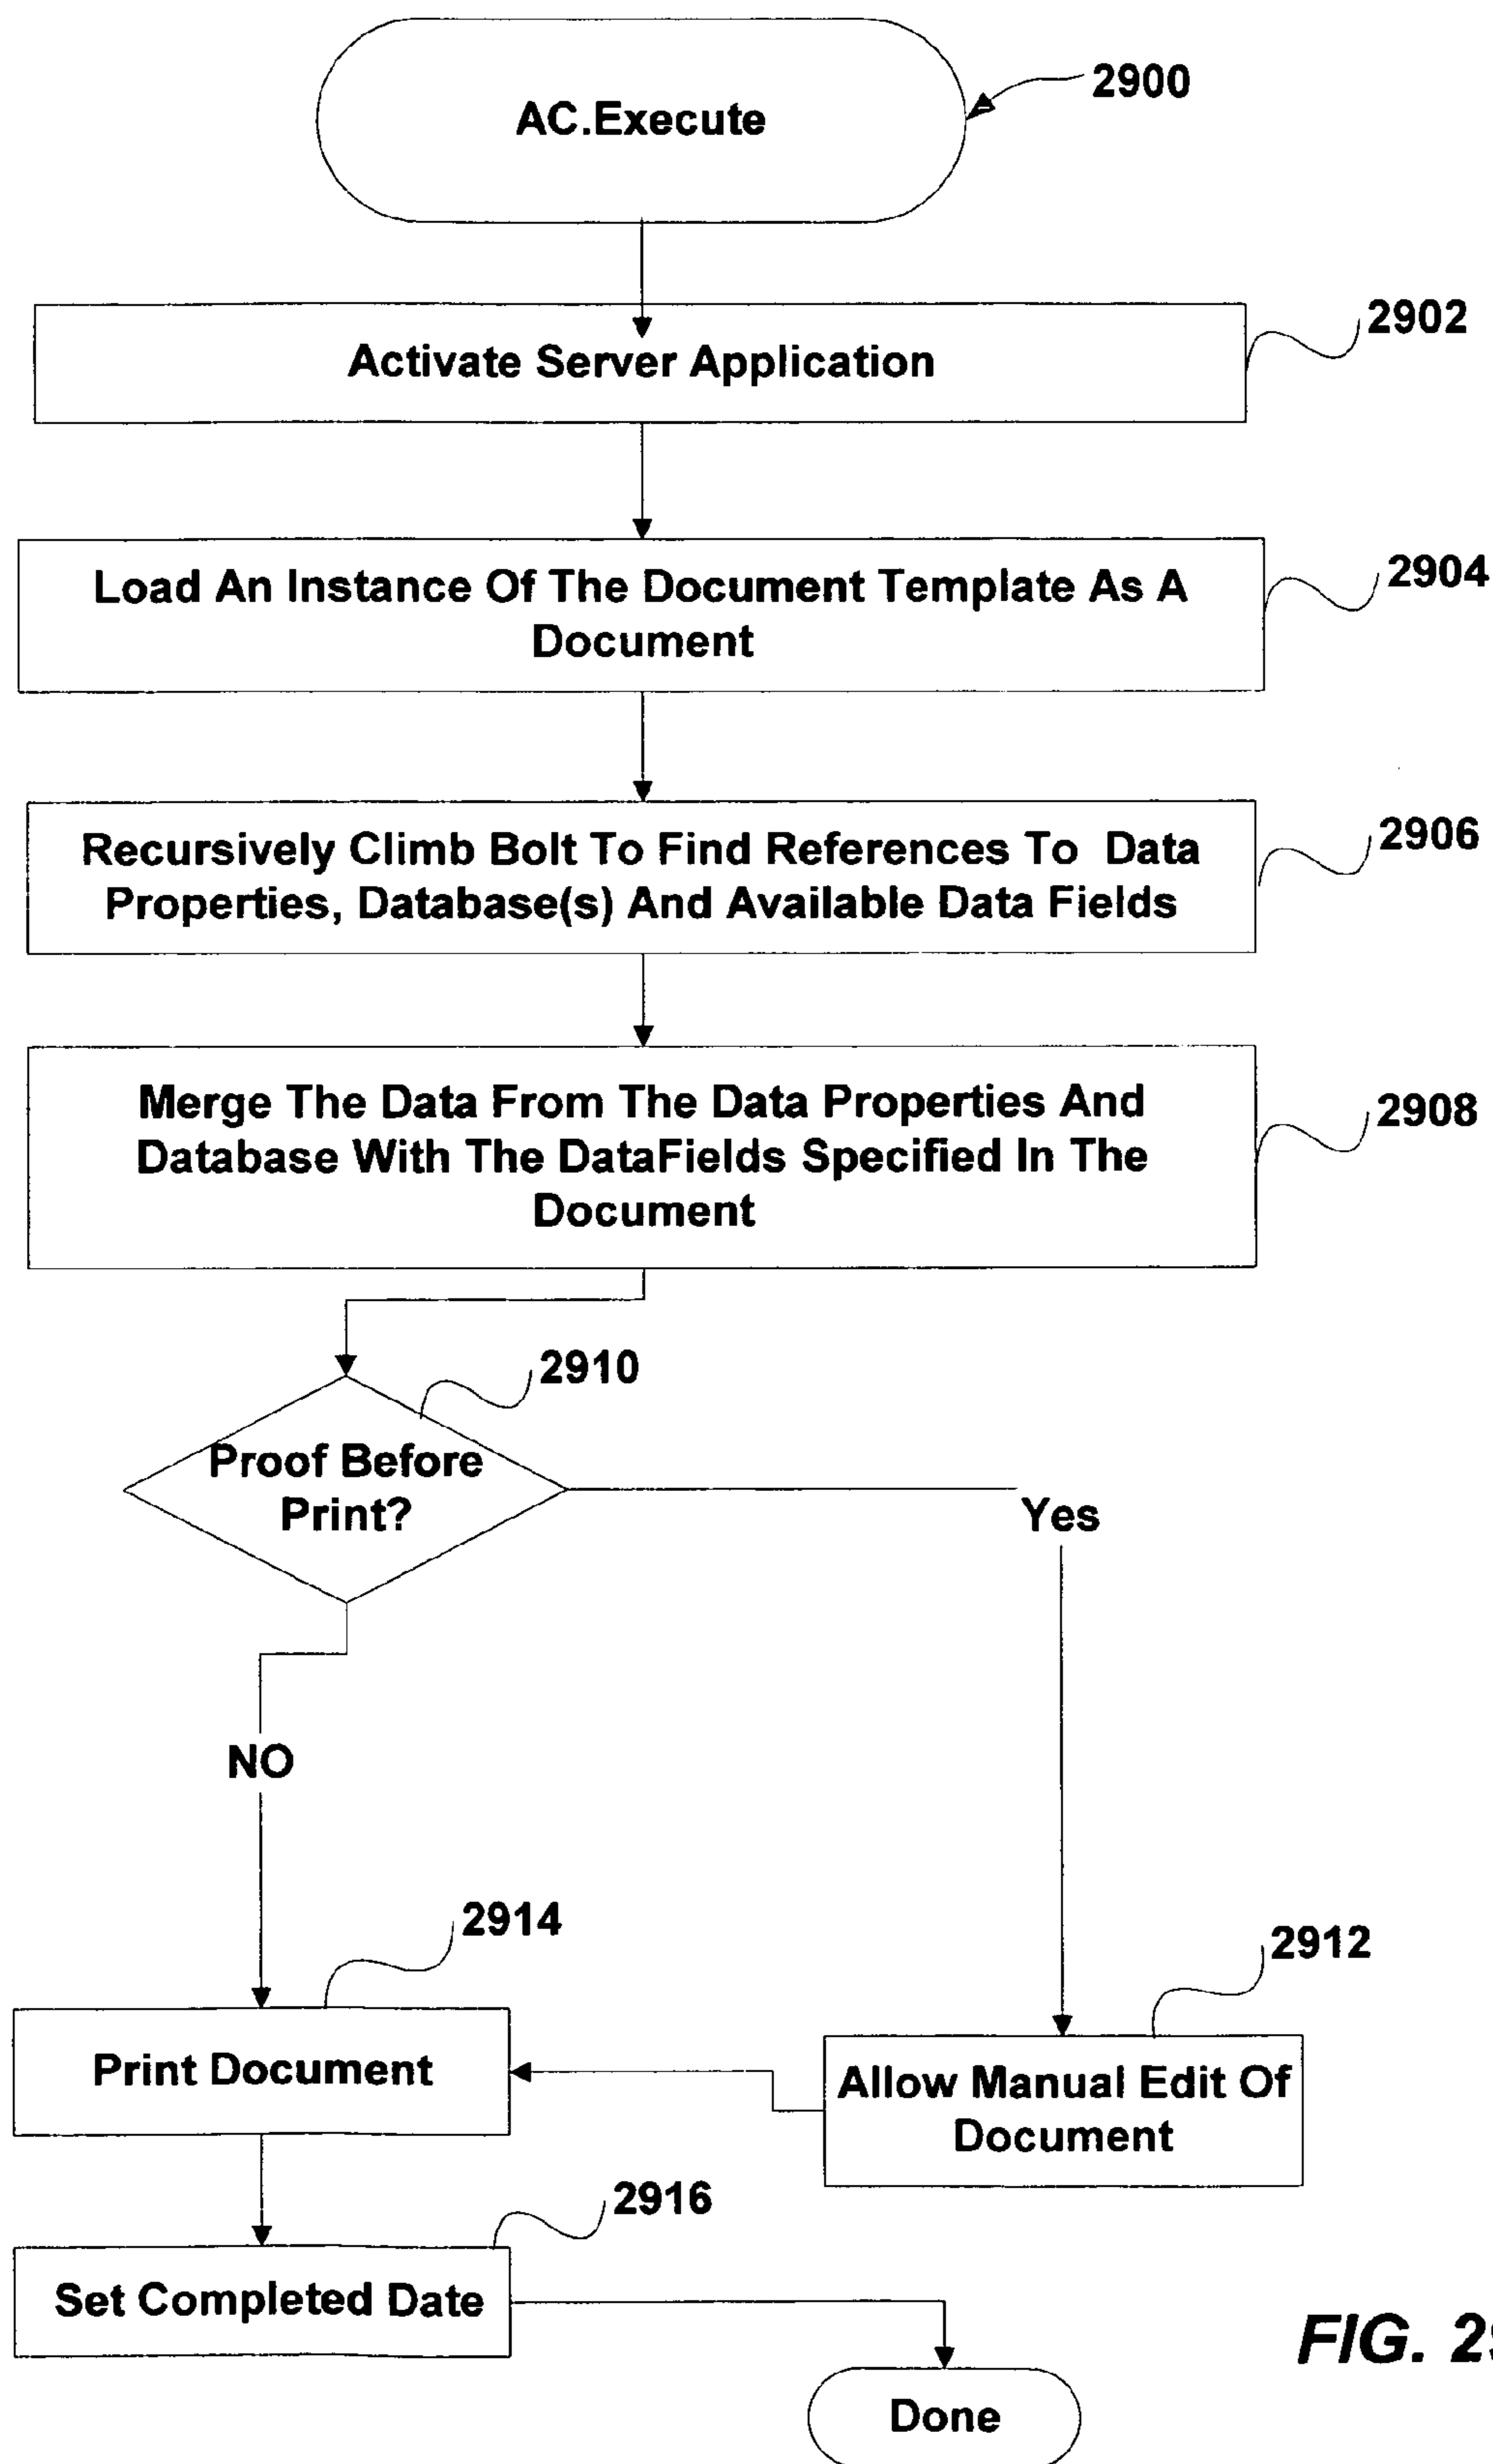 AC.Execute
2900
Activate Server Application
2902
Load An Instance Of The Document Template As A
Document
2904
Recursively Climb Bolt To Find References To Data
Properties, Database(s) And Available Data Fields
2906
Merge The Data From The Data Properties And
Database With The DataFields Specified In The
Document
2908
2910
Proof Before
Print?
Yes
NO
2914
2912
Print Document
Allow Manual Edit Of
Document
2916
Set Completed Date
FIG. 29
Done